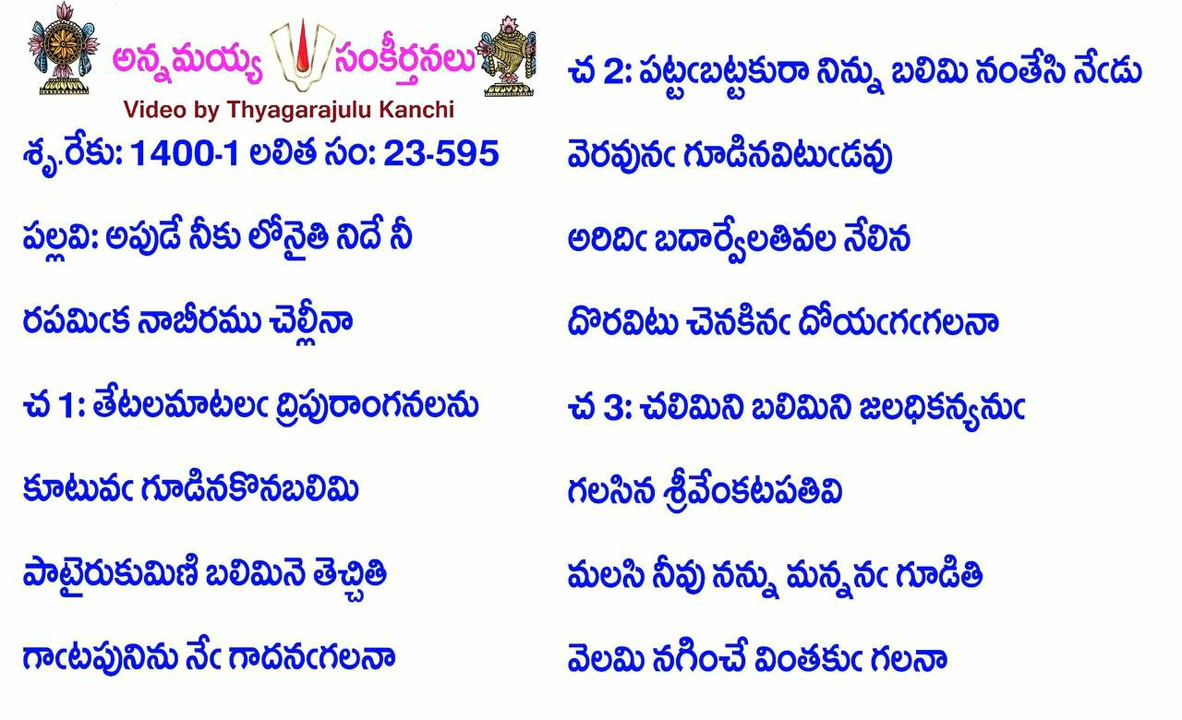 అన్నమయ్య సంకీర్తనలు
Video by Thyagarajulu Kanchi
శృ.రేకు: 1400-1 లలిత సం: 23-595
పల్లవి: అపుడే నీకు లోనైతి నిదే నీ
రపమిఁక నాబీరము చెల్లీనా
చ 1: తేటలమాటలఁ ద్రిపురాంగనలను
కూటువఁ గూడినకొనబలిమి
పాటైరుకుమిణి బలిమినె తెచ్చితి
గాఁటపునిను నేఁ గాదనఁగలనా
చ 2: పట్టఁబట్టకురా నిన్ను బలిమి నంతేసి నేఁడు
వెరవునఁ గూడినవిటుఁడవు
అరిదిఁ బదార్వేలతివల నేలిన
దొరవిటు చెనకినఁ దోయఁగఁగలనా
చ 3: చలిమిని బలిమిని జలధికన్యనుఁ
గలసిన శ్రీవేంకటపతివి
మలసి నీవు నన్ను మన్ననఁ గూడితి
వెలమి నగించే వింతకుఁ గలనా